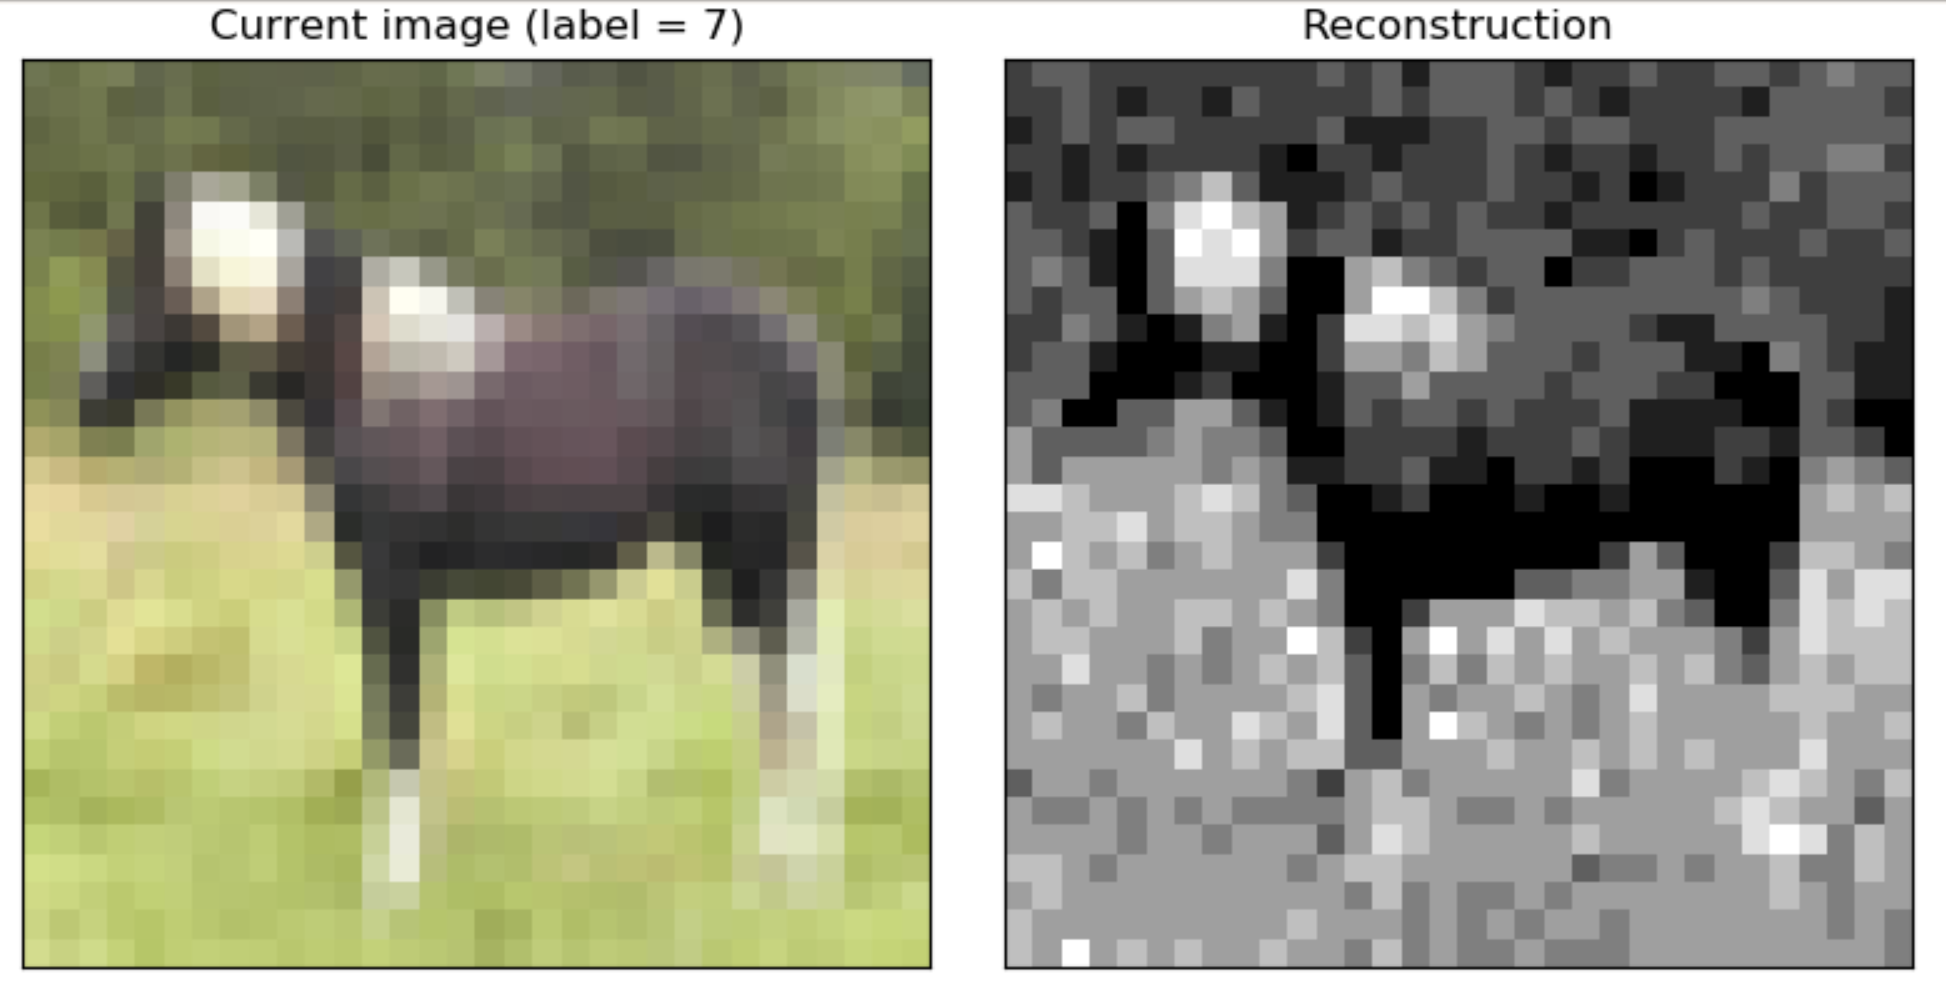 Current image (label = 7)
Reconstruction